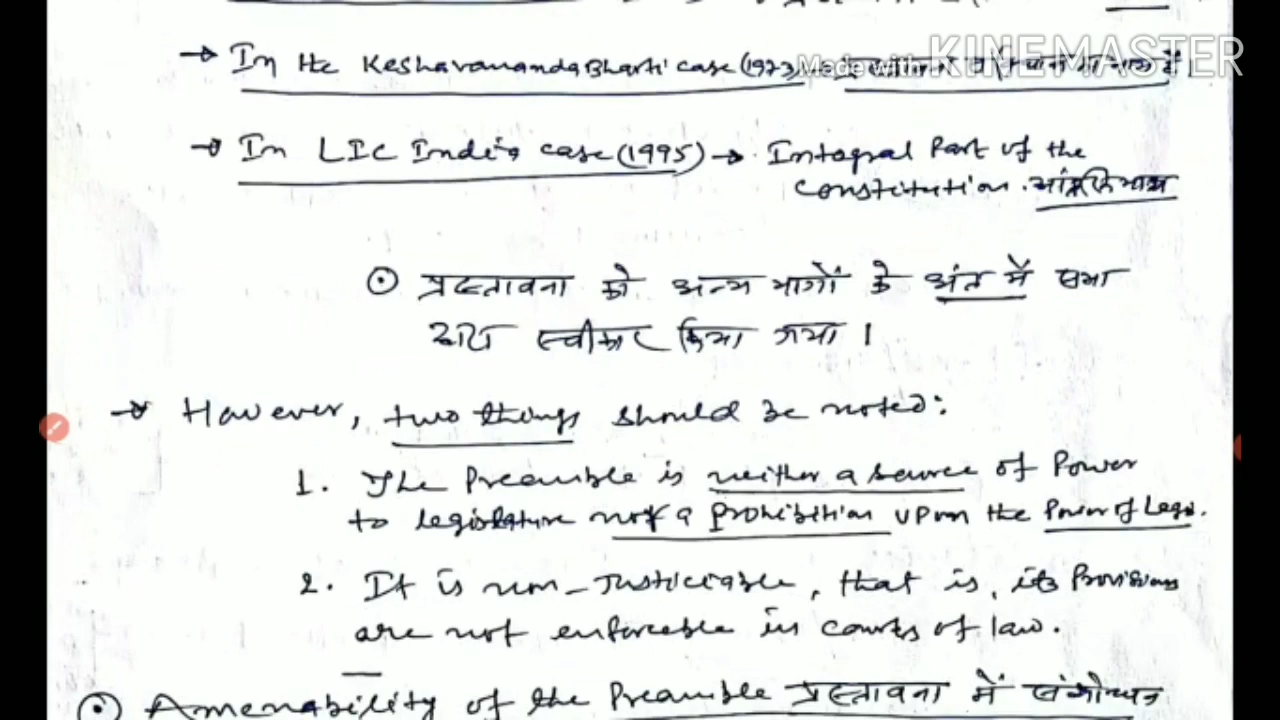 Made with KINEMASTER
→ In the Keshavananda Bharti case (1973)
→ In LIC India case (1995) → Integral Part of the
Constitution.
⊙ प्रस्तावना को अन्य भागों के अंत में सभा
द्वारा स्वीकार किया गया ।
→ However, two things should be noted:
1. The Preamble is neither a source of Power
to legislature nor a prohibition upon the Power of Legs.
2. It is non-Justiciable, that is, its Provisions
are not enforceable in courts of law.
⊙ Amenability of the Preamble प्रस्तावना में संशोधन